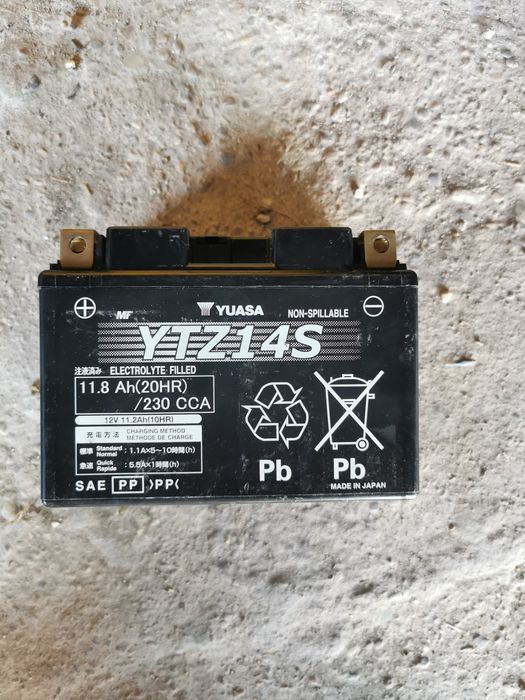 YUASA
MF
NON-SPILLABLE
YTZ14S
注液済み ELECTROLYTE FILLED
11.8 Ah(20HR)
/230 CCA
12V 11.2Ah(10HR)
充電方法 CHARGING METHOD
METHODE DE CHARGE
標準 Standard Normal : 1.1A×5~10時間(h)
急速 Quick Rapide : 5.5A×1時間(h)
SAE PP >PP<
Pb
Pb
MADE IN JAPAN